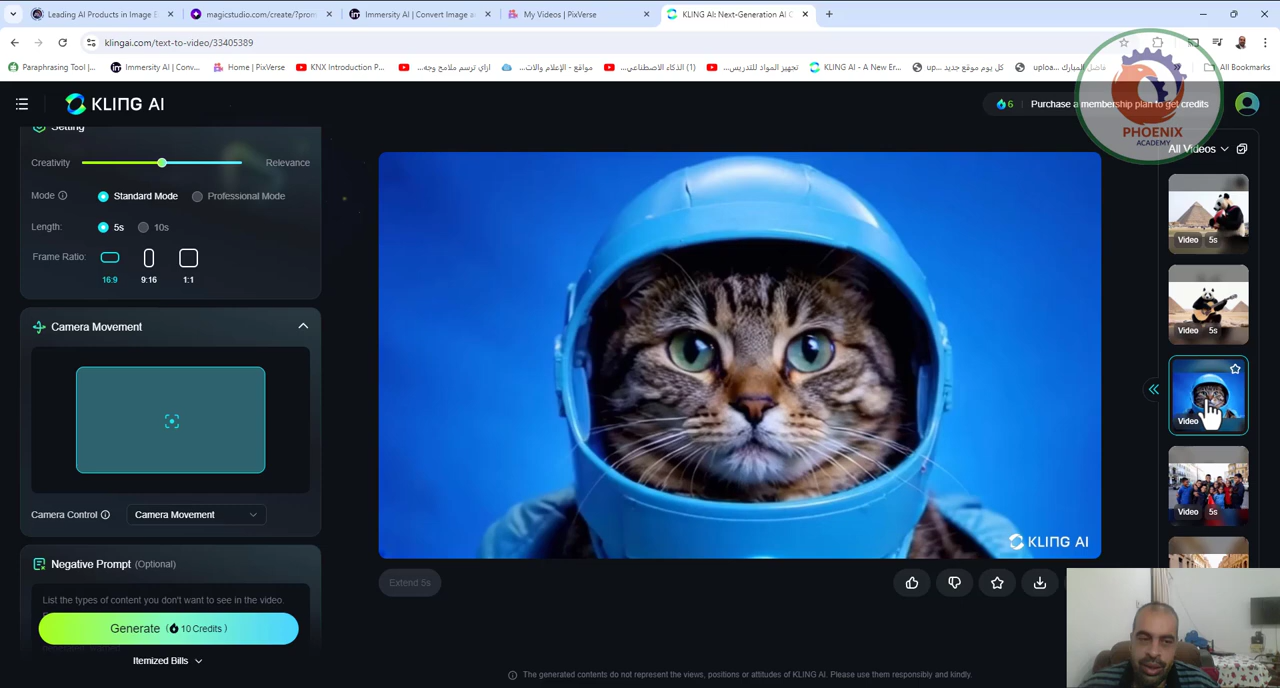 Leading AI Products in Image E
magicstudio.com/create/?prom
Immersity AI | Convert Image a
My Videos | PixVerse
KLING AI: Next-Generation AI C
klingai.com/text-to-video/33405389
Paraphrasing Tool |...
Immersity AI | Conv...
Home | PixVerse
KNX Introduction P...
ازاي ترسم ملامح جويه...
مواقع - الإعلام والات...
(1) الذكاء الاصطناعي...
تجهيز المواد للتدريس...
KLING AI - A New Er...
up... كل يوم موقع جديد
uploa...
All Bookmarks
KLING AI
6
Purchase a membership plan to get credits
PHOENIX
ACADEMY
Setting
All Videos
Creativity
Relevance
Mode
Standard Mode
Professional Mode
Length:
5s
10s
Frame Ratio:
16:9
9:16
1:1
Video 5s
Camera Movement
Video 5s
Video
Camera Control
Camera Movement
Video 5s
KLING AI
Negative Prompt (Optional)
Extend 5s
List the types of content you don't want to see in the video.
Generate ( 10 Credits )
Itemized Bills
The generated contents do not represent the views, positions or attitudes of KLING AI. Please use them responsibly and kindly.